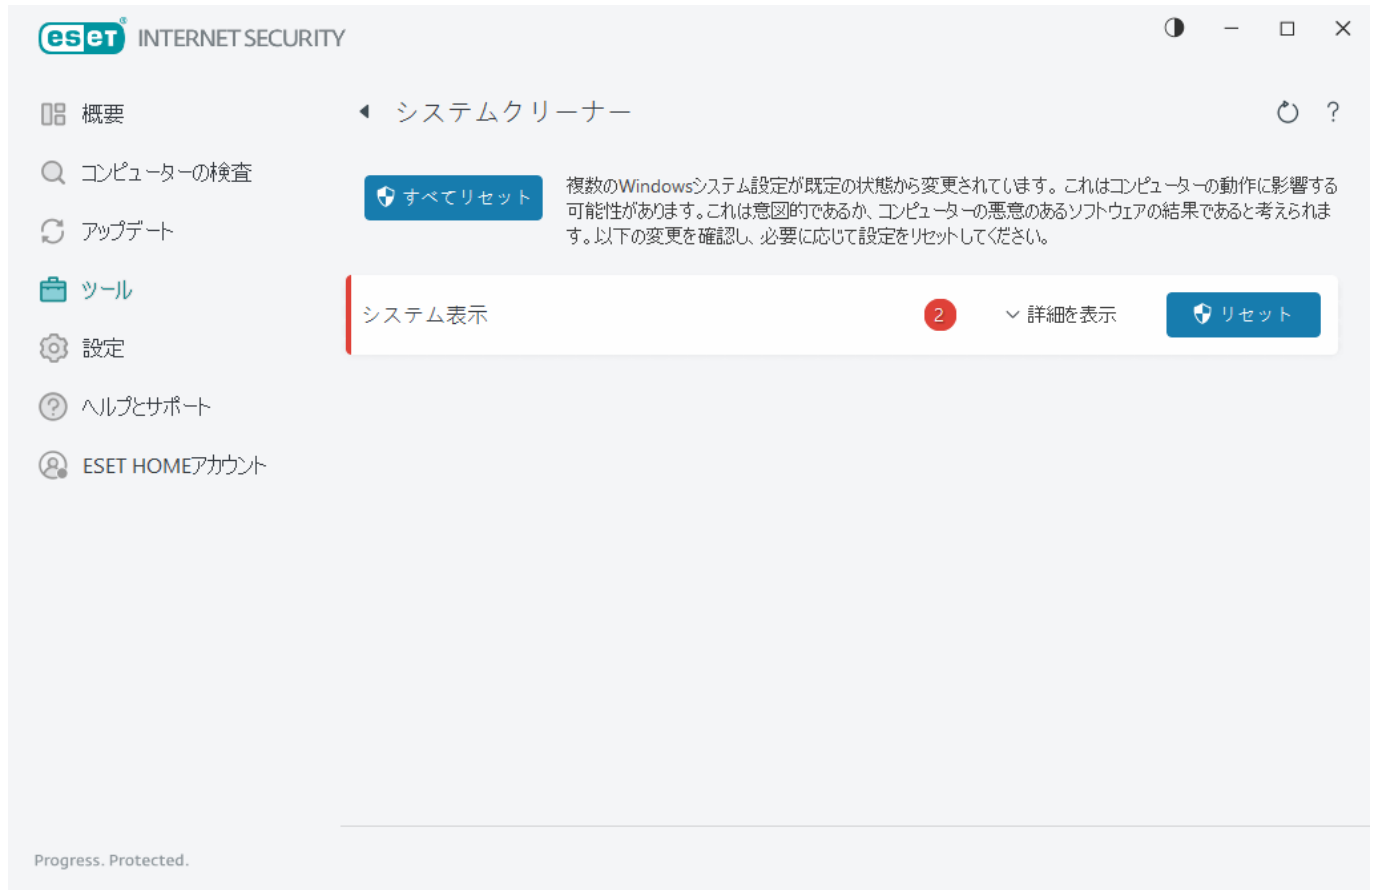 eset INTERNET SECURITY
概要
コンピューターの検査
アップデート
ツール
設定
ヘルプとサポート
ESET HOMEアカウント
システムクリーナー
?
すべてリセット
複数のWindowsシステム設定が既定の状態から変更されています。これはコンピューターの動作に影響する
可能性があります。これは意図的であるか、コンピューターの悪意のあるソフトウェアの結果であると考えられま
す。以下の変更を確認し、必要に応じて設定をリセットしてください。
システム表示 2 詳細を表示 リセット
Progress. Protected.